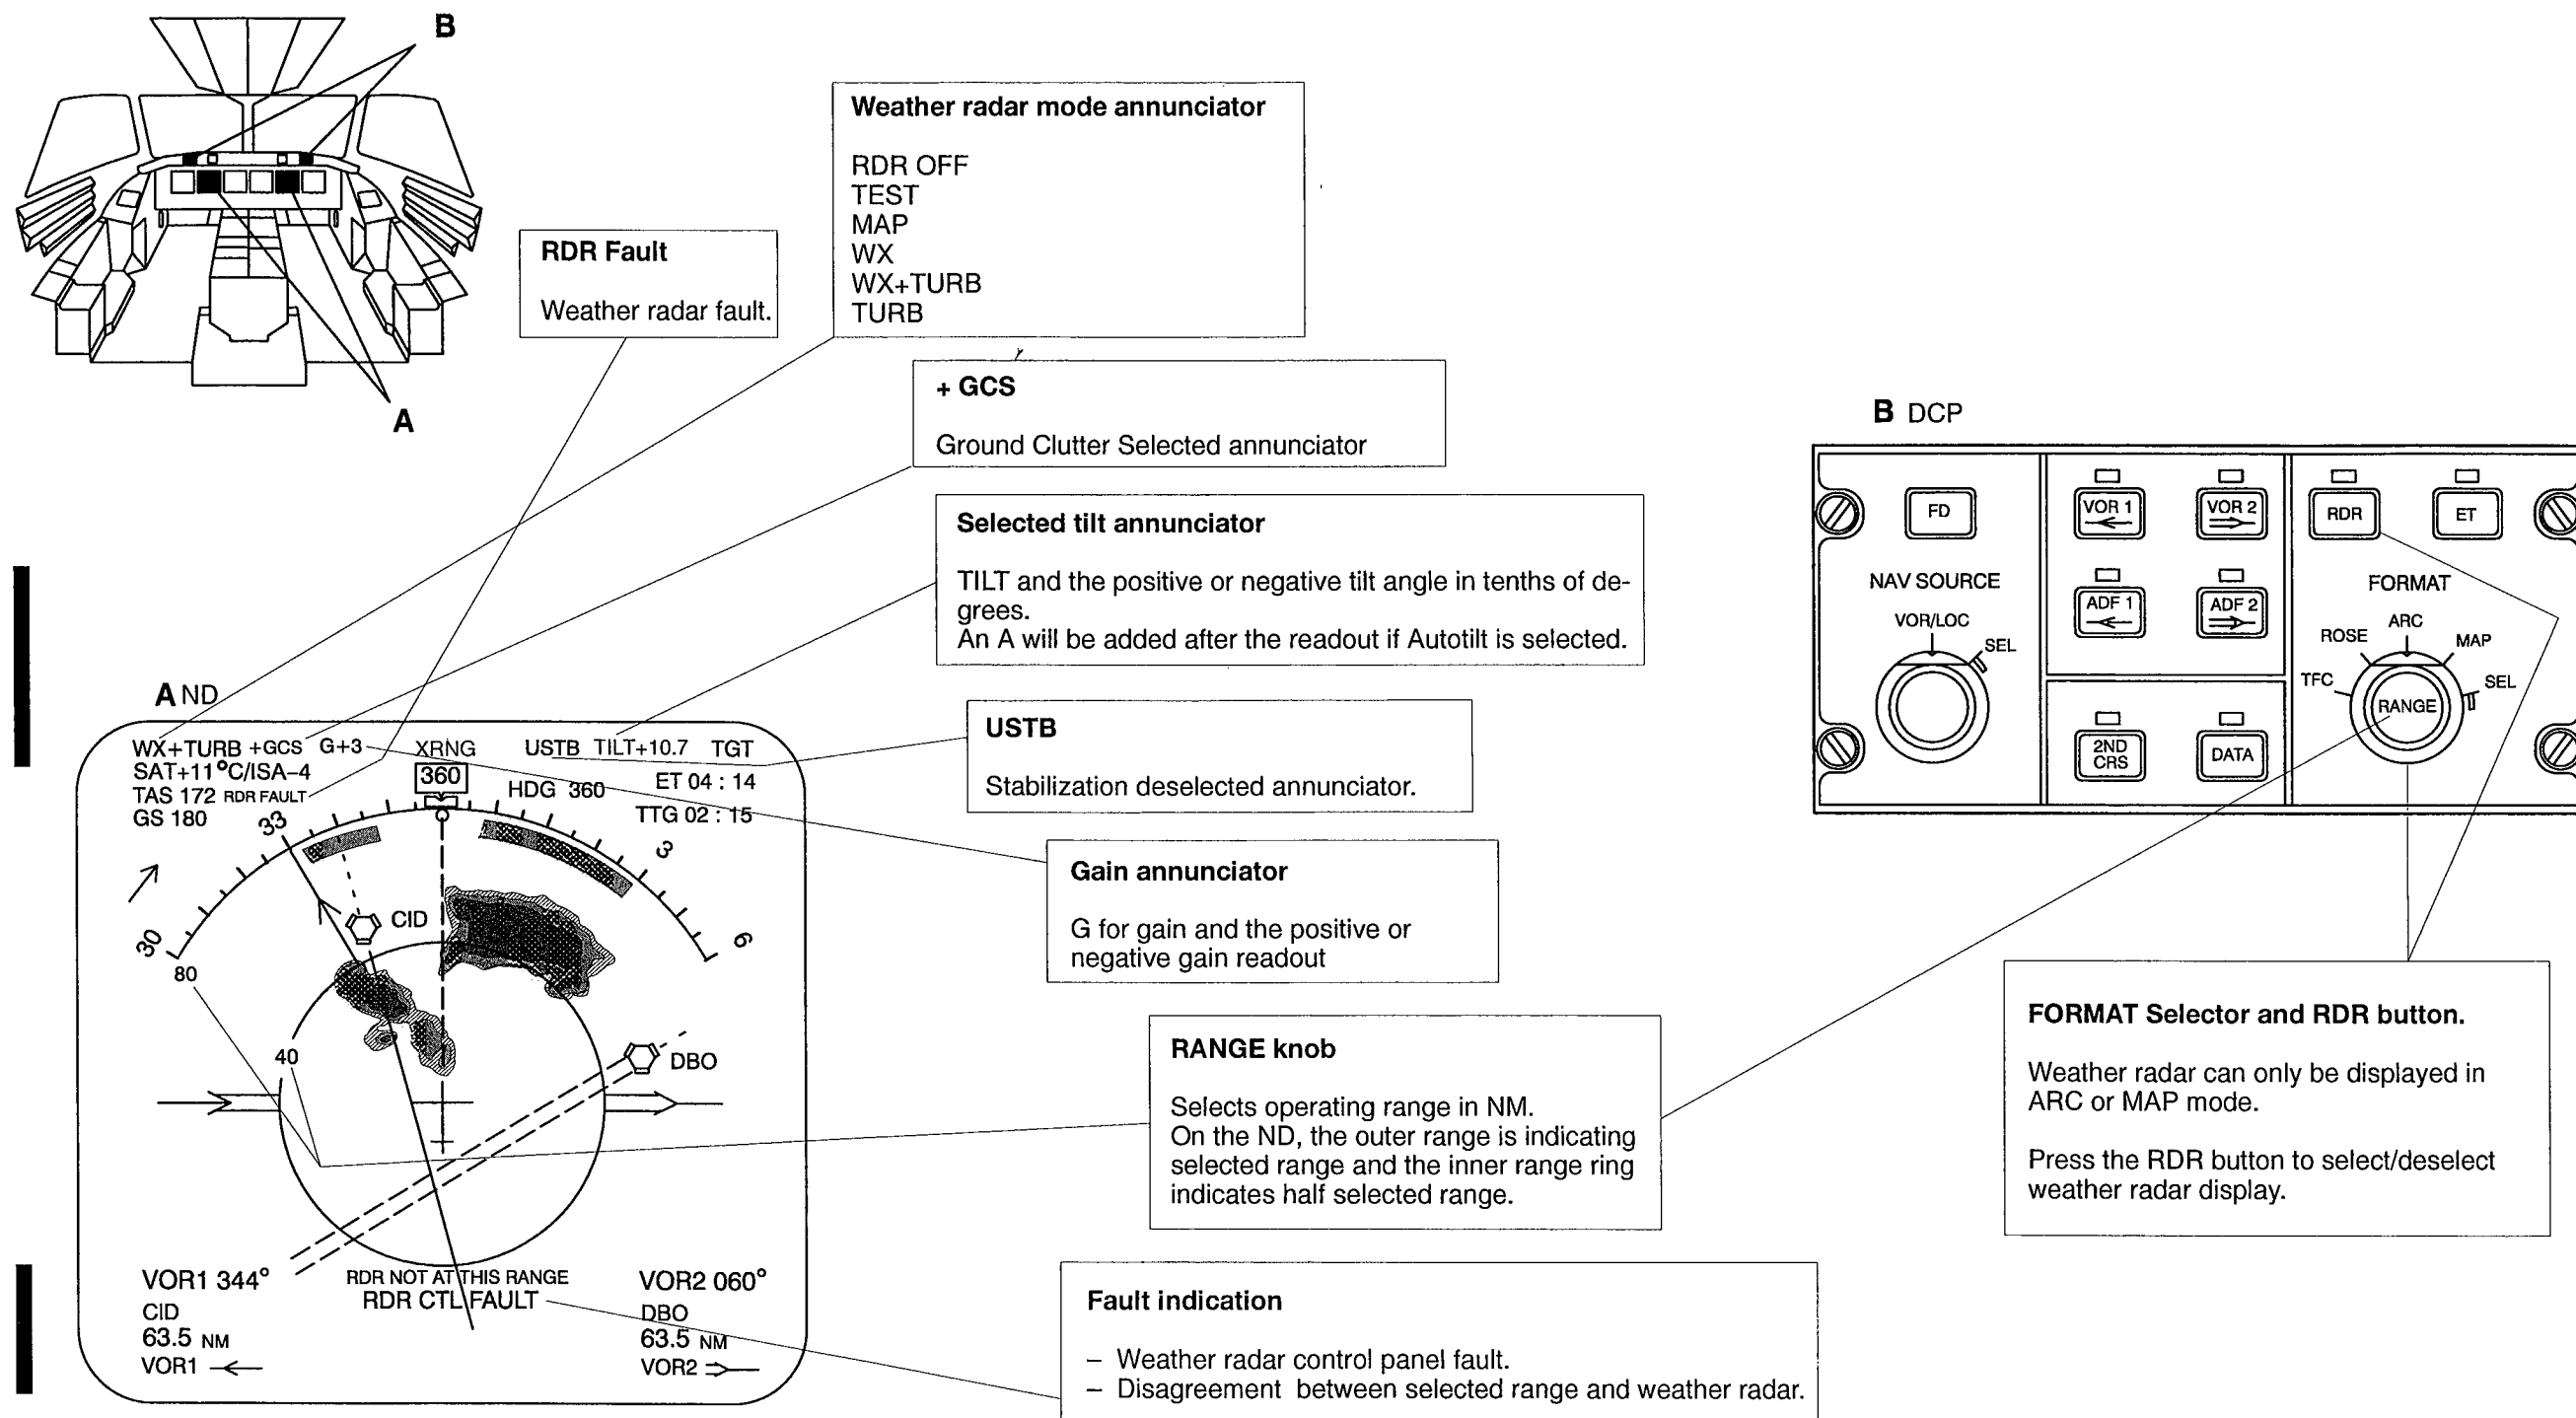 B
A
Weather radar mode annunciator
RDR OFF
TEST
MAP
WX
WX+TURB
TURB
RDR Fault
Weather radar fault.
+ GCS
Ground Clutter Selected annunciator
Selected tilt annunciator
TILT and the positive or negative tilt angle in tenths of de-
grees.
An A will be added after the readout if Autotilt is selected.
USTB
Stabilization deselected annunciator.
Gain annunciator
G for gain and the positive or
negative gain readout
RANGE knob
Selects operating range in NM.
On the ND, the outer range is indicating
selected range and the inner range ring
indicates half selected range.
Fault indication
– Weather radar control panel fault.
– Disagreement between selected range and weather radar.
A ND
WX+TURB +GCS G+3 XRNG USTB TILT+10.7 TGT
SAT+11°C/ISA–4 360 ET 04 : 14
TAS 172 RDR FAULT HDG 360
GS 180 TTG 02 : 15
33
3
30
6
80
CID
40
DBO
VOR1 344° RDR NOT AT THIS RANGE VOR2 060°
RDR CTL FAULT
CID DBO
63.5 NM 63.5 NM
VOR1 VOR2
B DCP
FD VOR 1 VOR 2 RDR ET
NAV SOURCE ADF 1 ADF 2 FORMAT
VOR/LOC ARC
SEL ROSE MAP
TFC SEL
RANGE
2ND
CRS
DATA
FORMAT Selector and RDR button.
Weather radar can only be displayed in
ARC or MAP mode.
Press the RDR button to select/deselect
weather radar display.